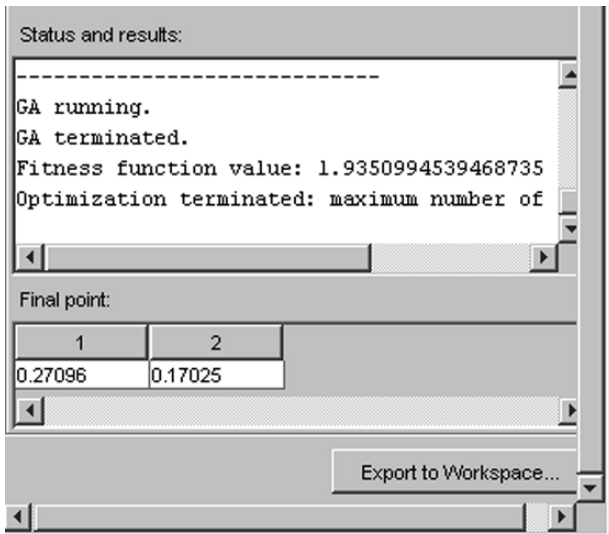 Status and results:
-----------------------------
GA running.
GA terminated.
Fitness function value: 1.9350994539468735
Optimization terminated: maximum number of
Final point:
1 2
0.27096 0.17025
Export to Workspace...